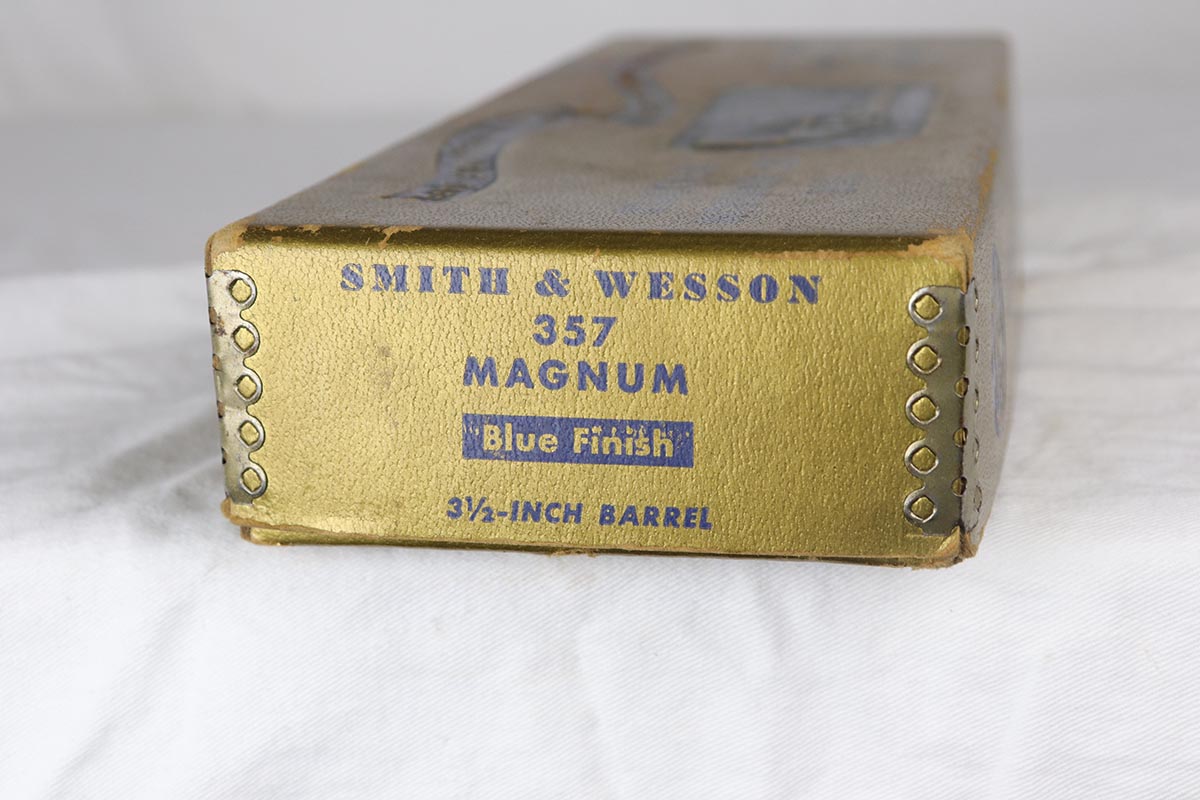 SMITH & WESSON
357
MAGNUM
"Blue Finish"
3½-INCH BARREL